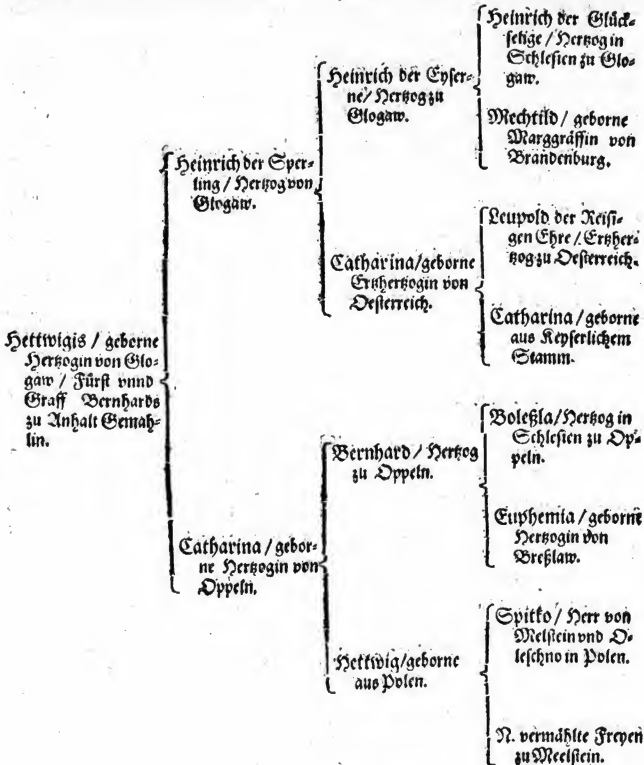 Heinrich der Glück-
selige / Hertzog in
Schlesien zu Glo-
gaw.
Heinrich der Eyser-
ne / Hertzog zu
Glogaw.
Mechtild / geborne
Marggräffin von
Brandenburg.
Heinrich der Sper-
ling / Hertzog von
Glogaw.
Leupold der Reisi-
gen Ehre / Ertzher-
tzog zu Oesterreich.
Catharina / geborne
Ertzhertzogin von
Oesterreich.
Catharina / geborne
aus Keyserlichem
Stamm.
Hettwigis / geborne
Hertzogin von Glo-
gaw / Fürst vnnd
Graff Bernhards
zu Anhalt Gemah-
lin.
Boleßla / Hertzog in
Schlesien zu Op-
peln.
Bernhard / Hertzog
zu Oppeln.
Euphemia / geborne
Hertzogin von
Breßlaw.
Catharina / gebor-
ne Hertzogin von
Oppeln.
Spitko / Herr von
Melstein vnd O-
leschno in Polen.
Hettwig / geborne
aus Polen.
N. vermählte Freyen
zu Meelstein.